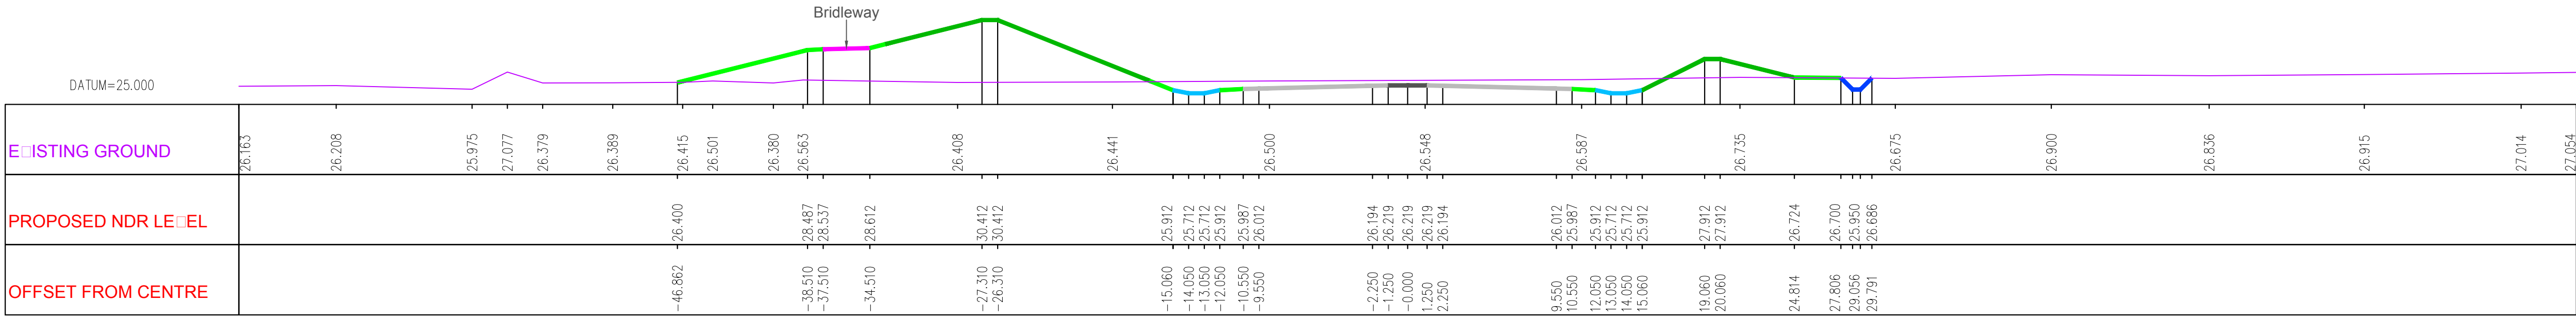 Bridleway
DATUM=25.000
E□ISTING GROUND
26.163 26.208 25.975 27.077 26.379 26.389 26.415 26.501 26.380 26.563 26.408 26.441 26.500 26.548 26.587 26.735 26.675 26.900 26.836 26.915 27.014 27.054
PROPOSED NDR LE□EL
26.400 28.487 28.537 28.612 30.412 30.412 25.912 25.712 25.712 25.912 25.987 26.012 26.194 26.219 26.219 26.219 26.194 26.012 25.987 25.912 25.712 25.712 25.912 27.912 27.912 26.724 26.700 25.950 25.950 26.686
OFFSET FROM CENTRE
-46.862 -38.510 -37.510 -34.510 -27.310 -26.310 -15.060 -14.050 -13.050 -12.050 -10.550 -9.550 -2.250 -1.250 -0.000 1.250 2.250 9.550 10.550 12.050 13.050 14.050 15.060 19.060 20.060 24.814 27.806 29.056 29.791